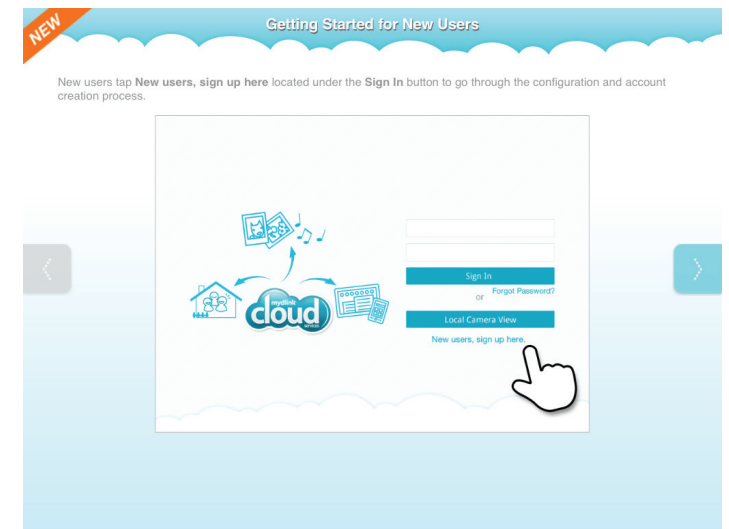 NEW
Getting Started for New Users
New users tap New users, sign up here located under the Sign In button to go through the configuration and account
creation process.
Sign In
Forgot Password?
or
mydlink
cloud
services
Local Camera View
New users, sign up here.